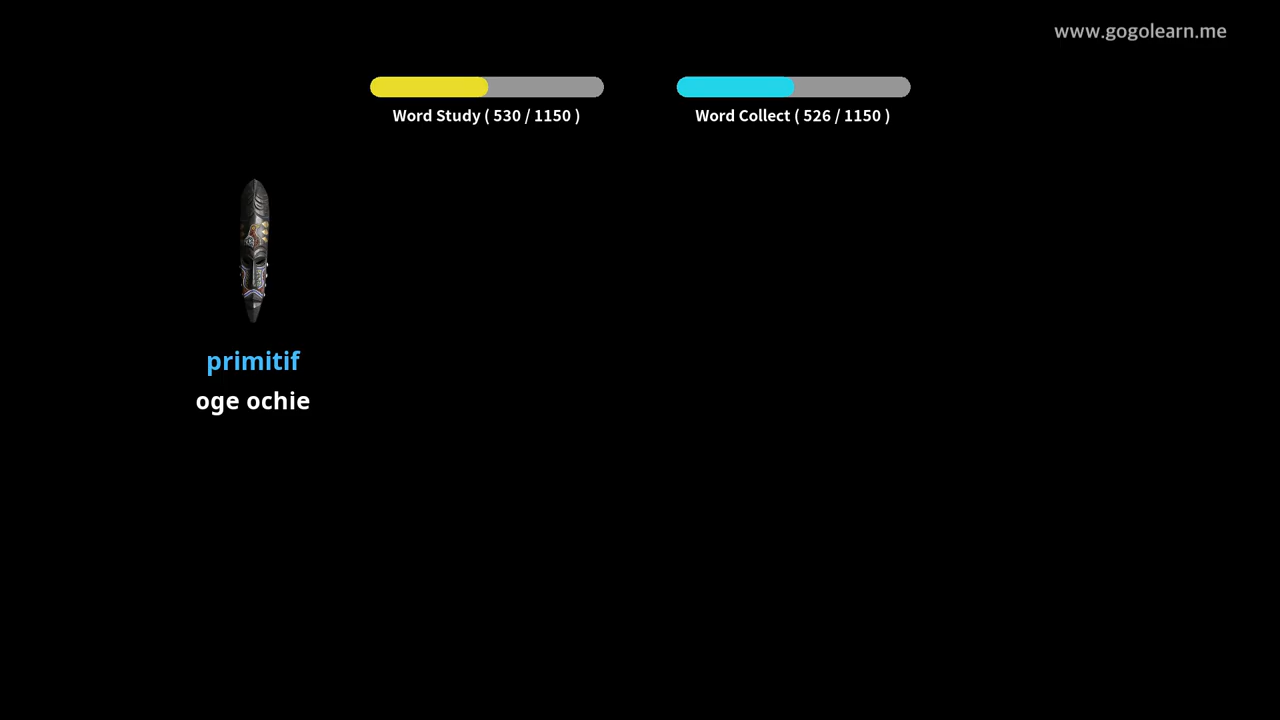 www.gogolearn.me
Word Study ( 530 / 1150 )
Word Collect ( 526 / 1150 )
primitif
oge ochie